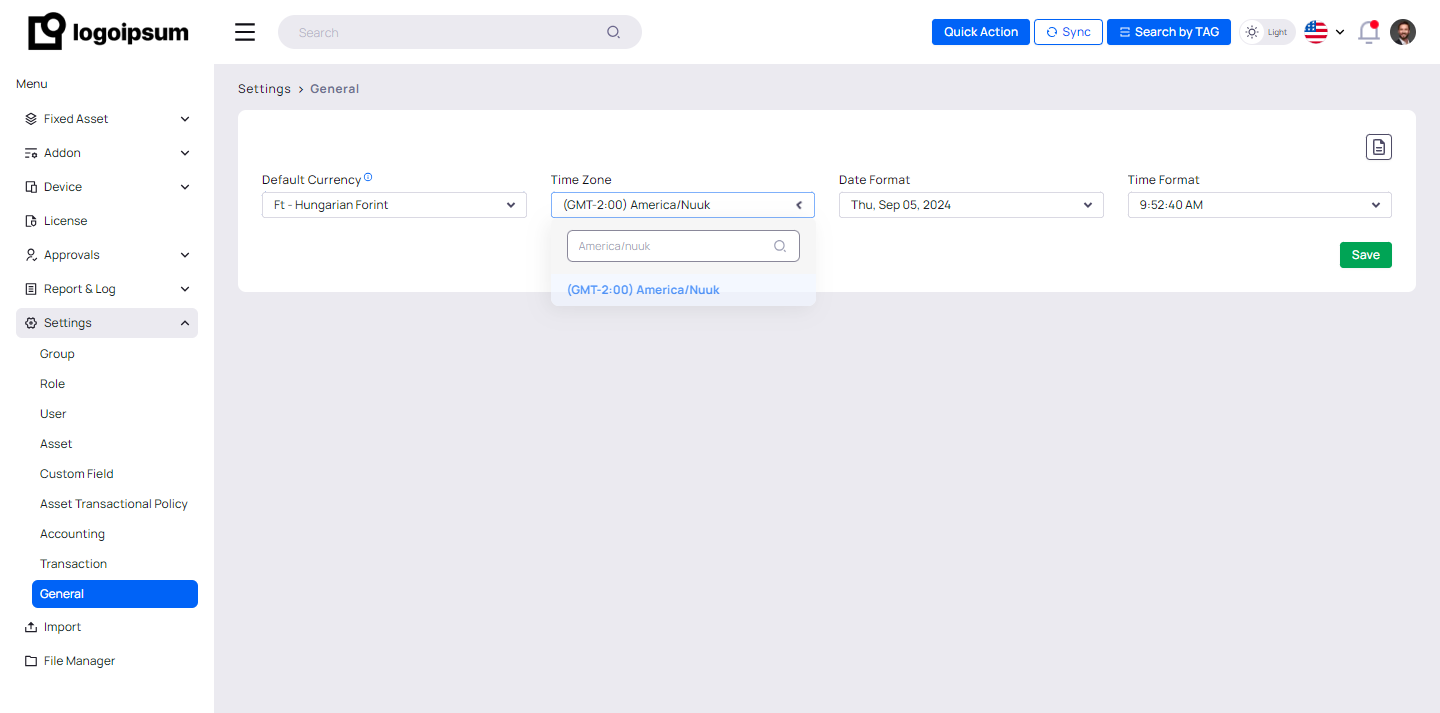 logoipsum
Search
Quick Action
Sync
Search by TAG
Light
Menu
Fixed Asset
Addon
Device
License
Approvals
Report & Log
Settings
Group
Role
User
Asset
Custom Field
Asset Transactional Policy
Accounting
Transaction
General
Import
File Manager
Settings > General
Default Currency
Ft - Hungarian Forint
Time Zone
(GMT-2:00) America/Nuuk
America/nuuk
(GMT-2:00) America/Nuuk
Date Format
Thu, Sep 05, 2024
Time Format
9:52:40 AM
Save